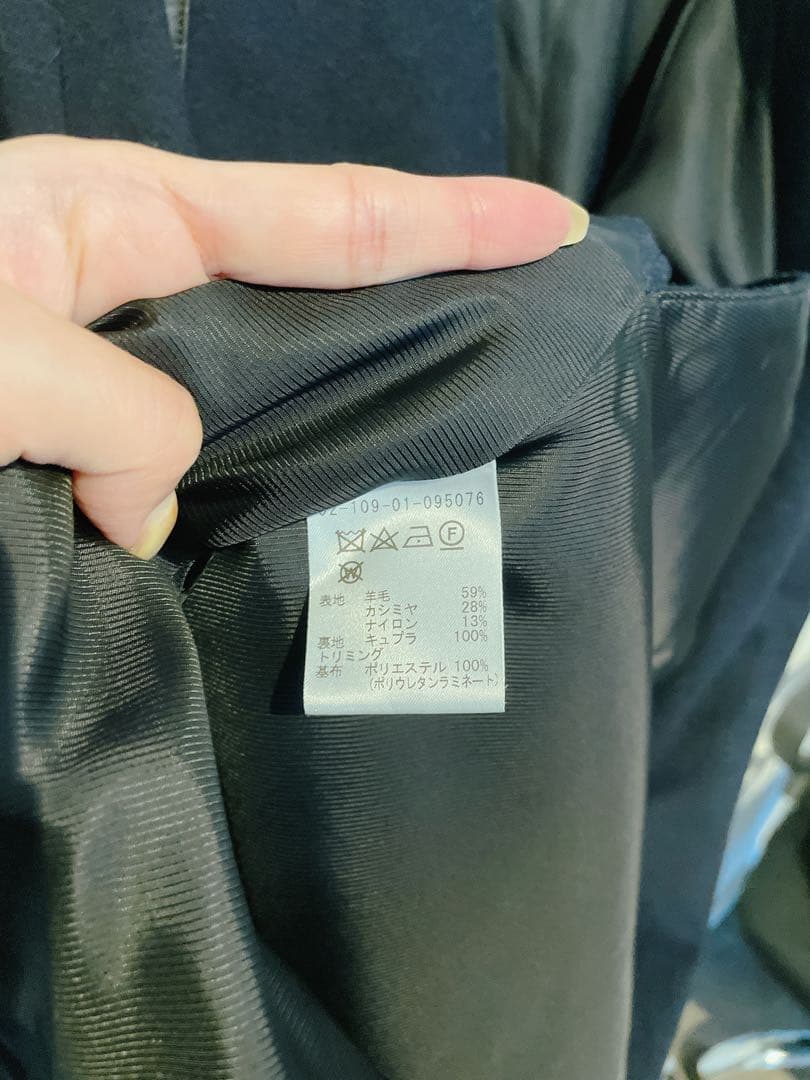 2-109-01-095076
F
W
表地 羊毛 59%
カシミヤ 28%
ナイロン 13%
裏地 キュプラ 100%
トリミング
基布 ポリエステル 100%
(ポリウレタンラミネート)